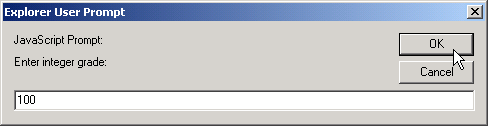 Explorer User Prompt
JavaScript Prompt:
OK
Enter integer grade:
Cancel
100